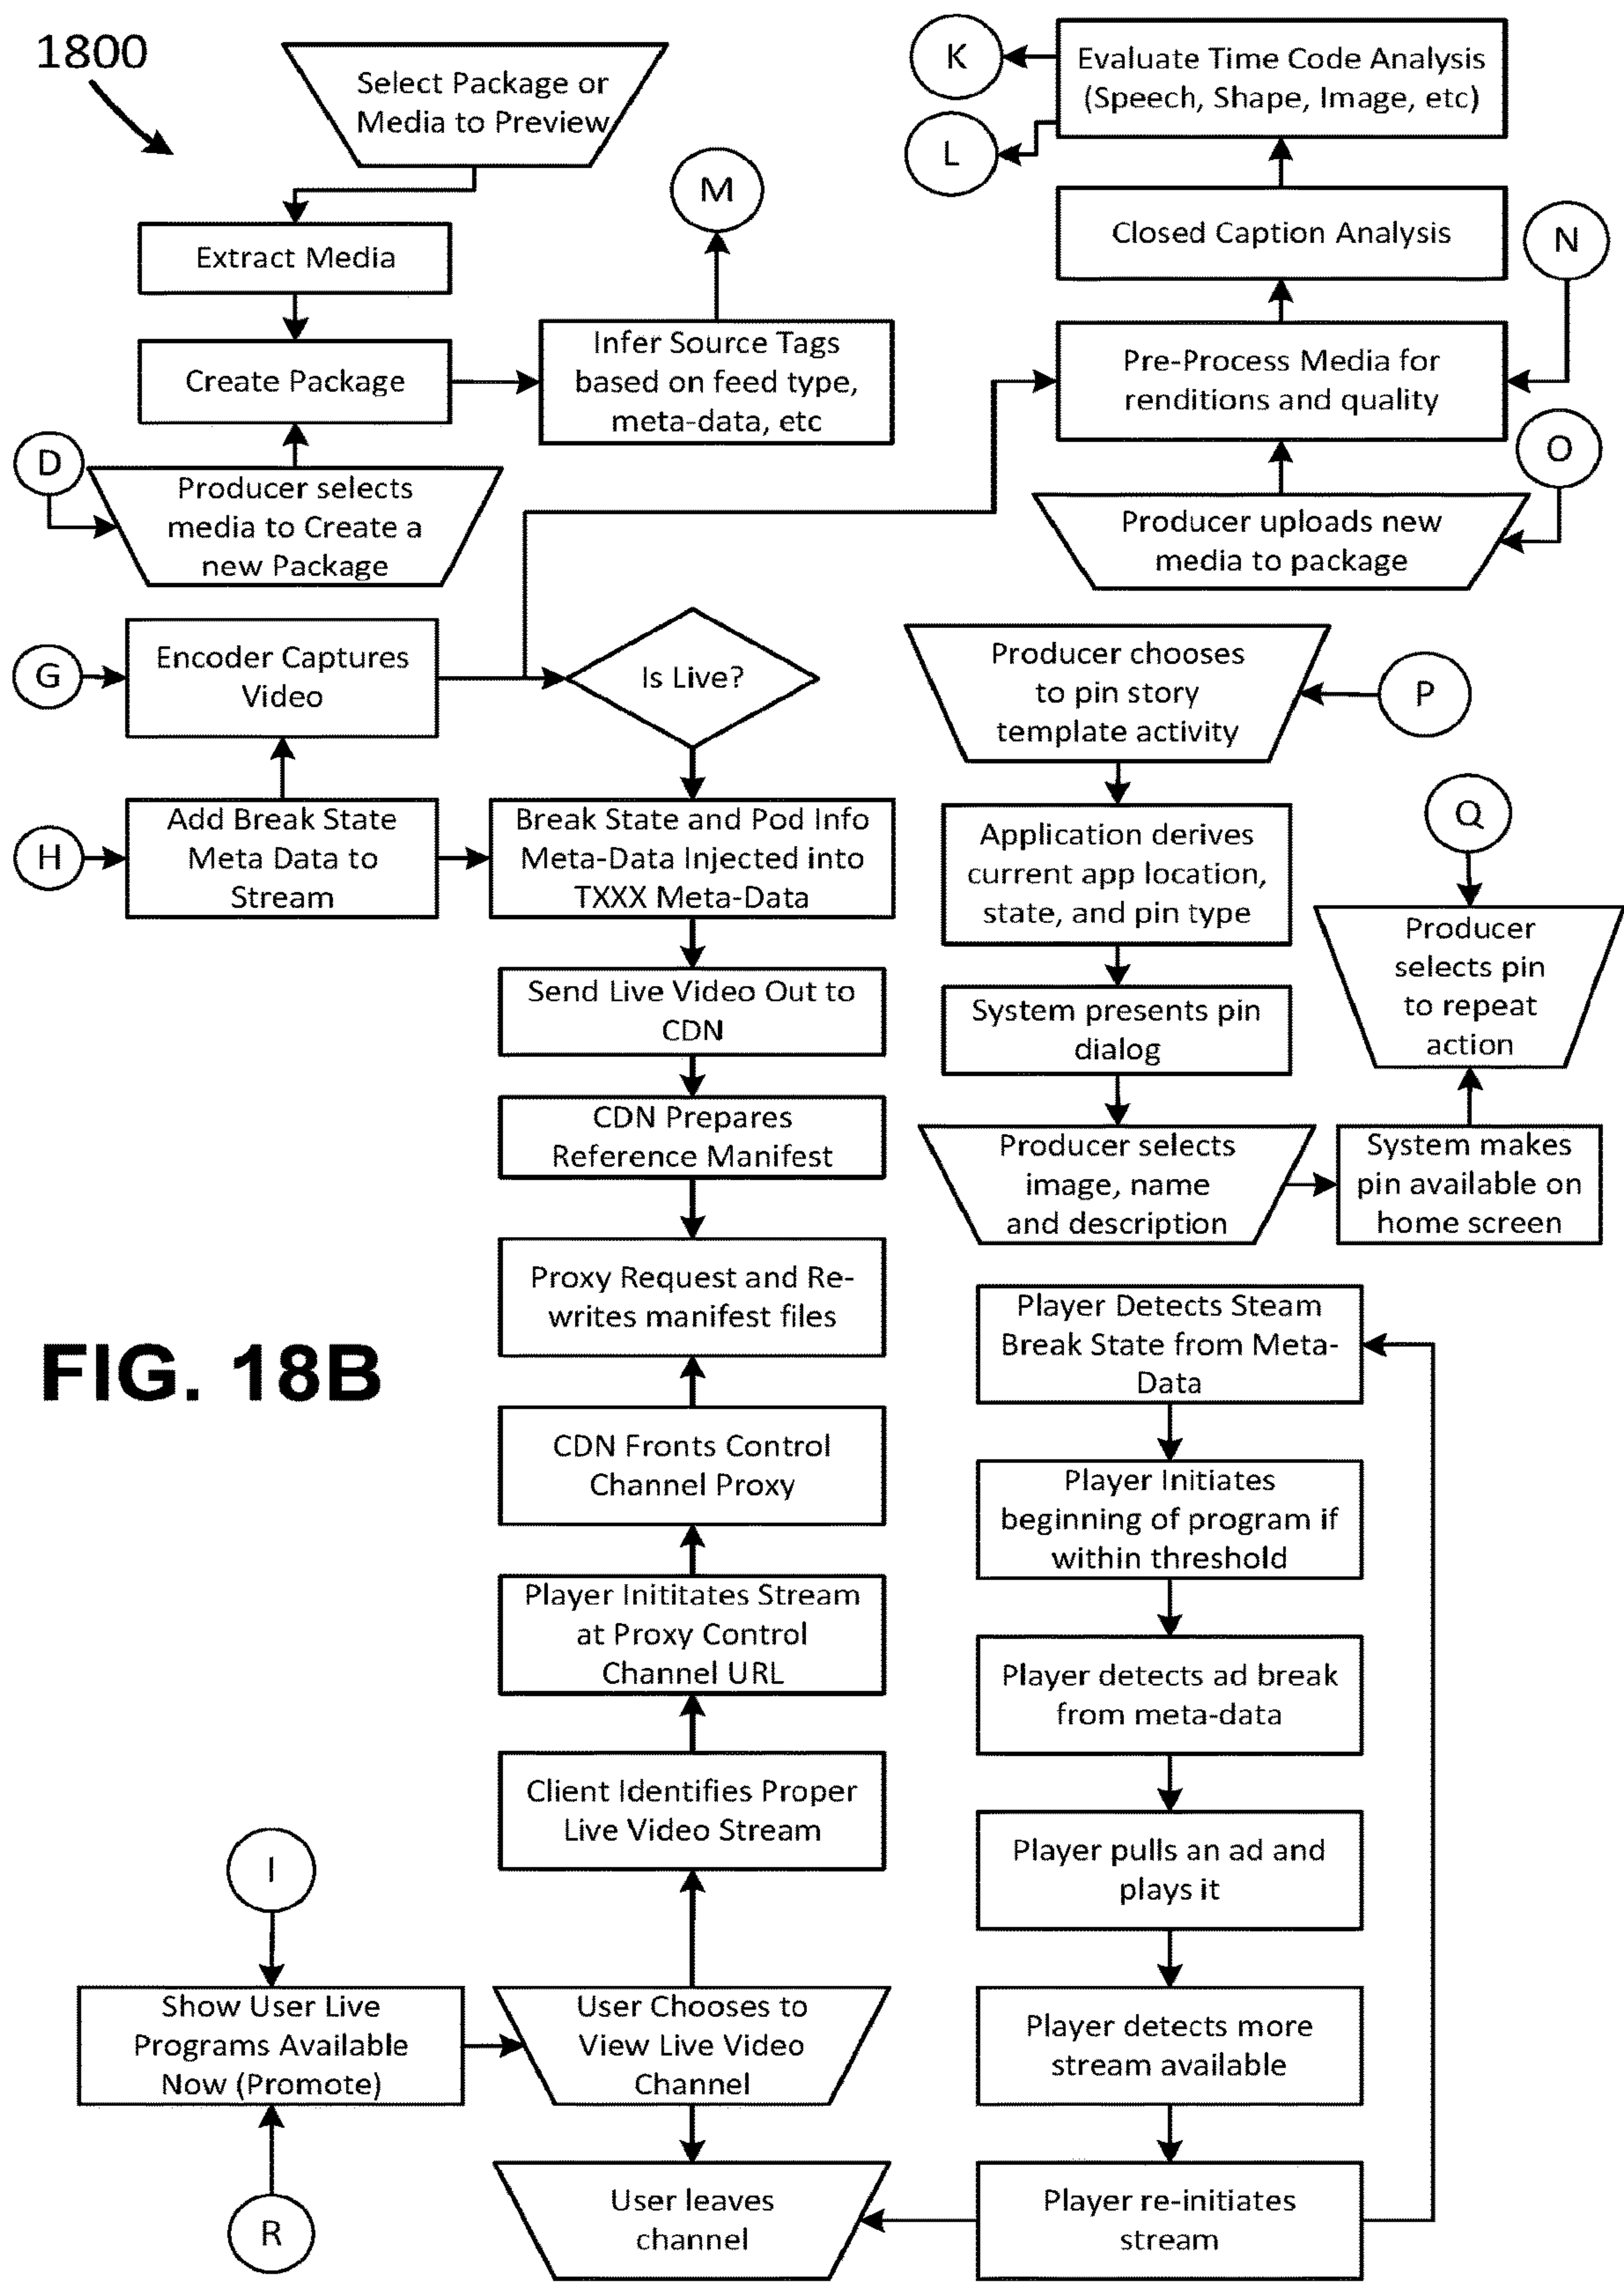 1800
Select Package or
Media to Preview
Extract Media
Create Package
M
Infer Source Tags
based on feed type,
meta-data, etc
D
Producer selects
media to Create a
new Package
K
Evaluate Time Code Analysis
(Speech, Shape, Image, etc)
L
Closed Caption Analysis
N
Pre-Process Media for
renditions and quality
O
Producer uploads new
media to package
G
Encoder Captures
Video
Is Live?
H
Add Break State
Meta Data to
Stream
Break State and Pod Info
Meta-Data Injected into
TXXX Meta-Data
Send Live Video Out to
CDN
CDN Prepares
Reference Manifest
Proxy Request and Re-
writes manifest files
CDN Fronts Control
Channel Proxy
Player Inititates Stream
at Proxy Control
Channel URL
Client Identifies Proper
Live Video Stream
Producer chooses
to pin story
template activity
P
Application derives
current app location,
state, and pin type
System presents pin
dialog
Producer selects
image, name
and description
Q
Producer
selects pin
to repeat
action
System makes
pin available on
home screen
FIG. 18B
Player Detects Steam
Break State from Meta-
Data
Player Initiates
beginning of program if
within threshold
Player detects ad break
from meta-data
Player pulls an ad and
plays it
Player detects more
stream available
Player re-initiates
stream
I
Show User Live
Programs Available
Now (Promote)
R
User Chooses to
View Live Video
Channel
User leaves
channel